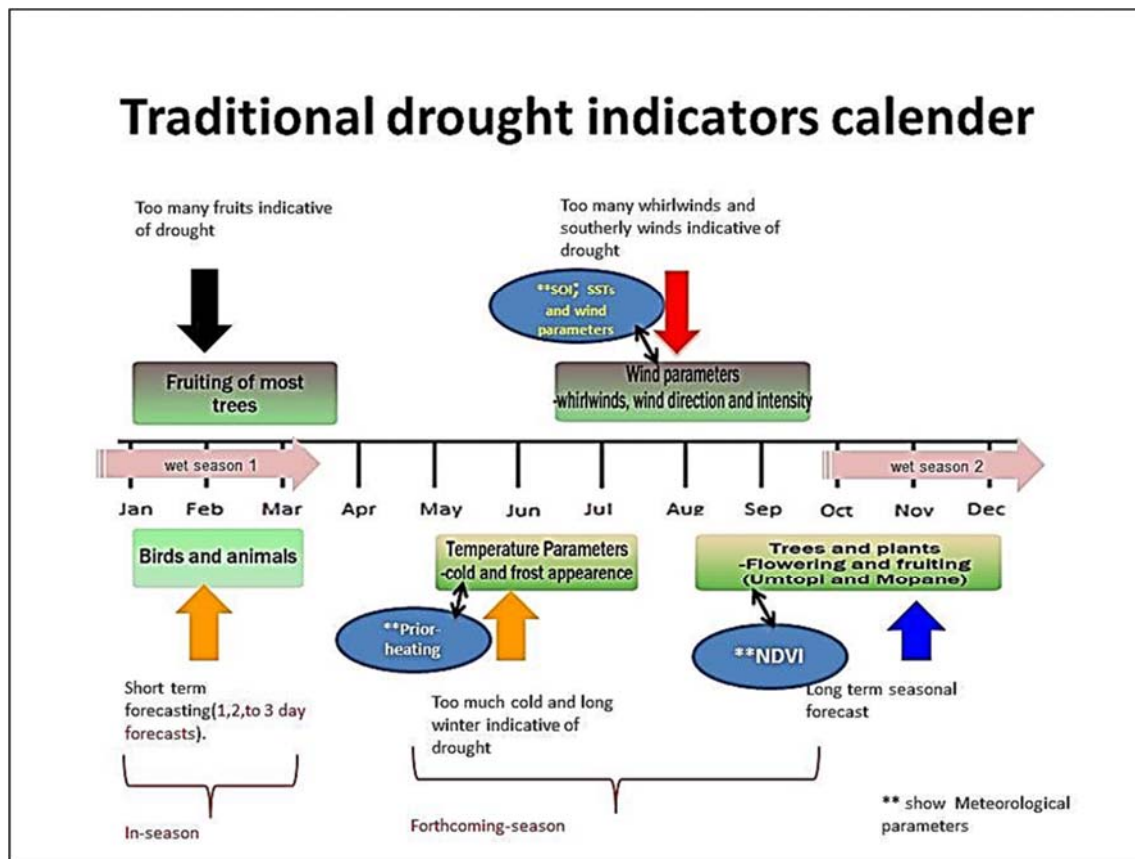 Traditional drought indicators calender
Too many fruits indicative
of drought
Too many whirlwinds and
southerly winds indicative of
drought
**SOI; SSTs
and wind
parameters
Fruiting of most
trees
Wind parameters
-whirlwinds, wind direction and intensity
wet season 1
wet season 2
Jan Feb Mar Apr May Jun Jul Aug Sep Oct Nov Dec
Birds and animals
Temperature Parameters
-cold and frost appearence
Trees and plants
-Flowering and fruiting
(Umtopi and Mopane)
**Prior-
heating
**NDVI
Short term
forecasting(1,2,to 3 day
forecasts).
Too much cold and long
winter indicative of
drought
Long term seasonal
forecast
In-season
Forthcoming-season
** show Meteorological
parameters